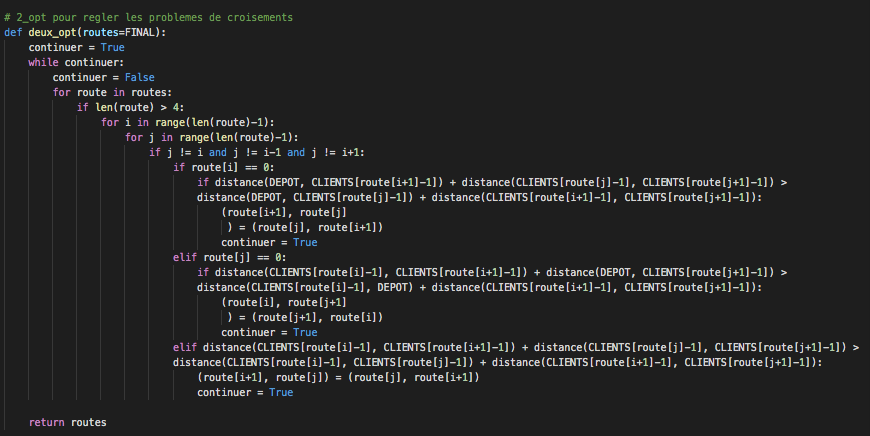 # 2_opt pour regler les problemes de croisements
def deux_opt(routes=FINAL):
    continuer = True
    while continuer:
        continuer = False
        for route in routes:
            if len(route) > 4:
                for i in range(len(route)-1):
                    for j in range(len(route)-1):
                        if j != i and j != i-1 and j != i+1:
                            if route[i] == 0:
                                if distance(DEPOT, CLIENTS[route[i+1]-1]) + distance(CLIENTS[route[j]-1], CLIENTS[route[j+1]-1]) >
                                distance(DEPOT, CLIENTS[route[j]-1]) + distance(CLIENTS[route[i+1]-1], CLIENTS[route[j+1]-1]):
                                    (route[i+1], route[j]
                                     ) = (route[j], route[i+1])
                                    continuer = True
                            elif route[j] == 0:
                                if distance(CLIENTS[route[i]-1], CLIENTS[route[i+1]-1]) + distance(DEPOT, CLIENTS[route[j+1]-1]) >
                                distance(CLIENTS[route[i]-1], DEPOT) + distance(CLIENTS[route[i+1]-1], CLIENTS[route[j+1]-1]):
                                    (route[i], route[j+1]
                                     ) = (route[j+1], route[i])
                                    continuer = True
                            elif distance(CLIENTS[route[i]-1], CLIENTS[route[i+1]-1]) + distance(CLIENTS[route[j]-1], CLIENTS[route[j+1]-1]) >
                            distance(CLIENTS[route[i]-1], CLIENTS[route[j]-1]) + distance(CLIENTS[route[i+1]-1], CLIENTS[route[j+1]-1]):
                                (route[i+1], route[j]) = (route[j], route[i+1])
                                continuer = True
    return routes